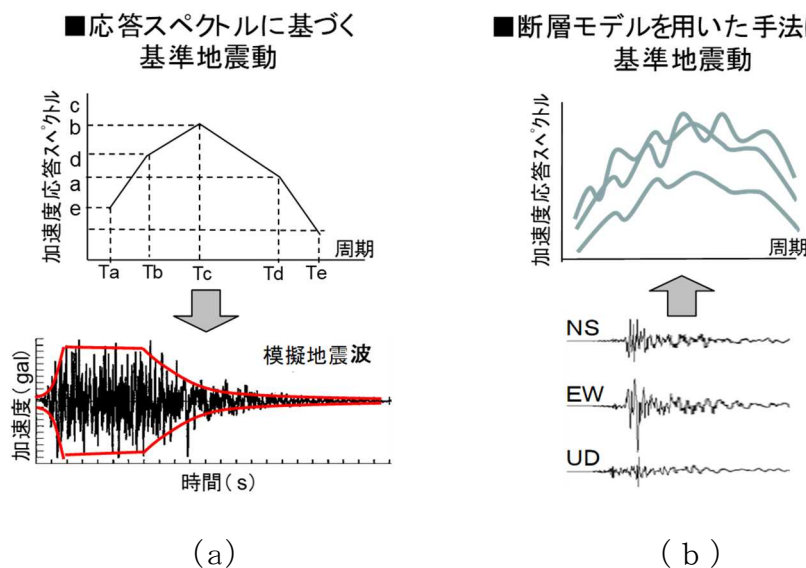 ■応答スペクトルに基づく
基準地震動
加速度応答スペクトル
c
b
d
a
e
周期
Ta Tb Tc Td Te
模擬地震波
加速度(gal)
時間(s)
(a)
■断層モデルを用いた手法
基準地震動
加速度応答スペクトル
周期
NS
EW
UD
(b)